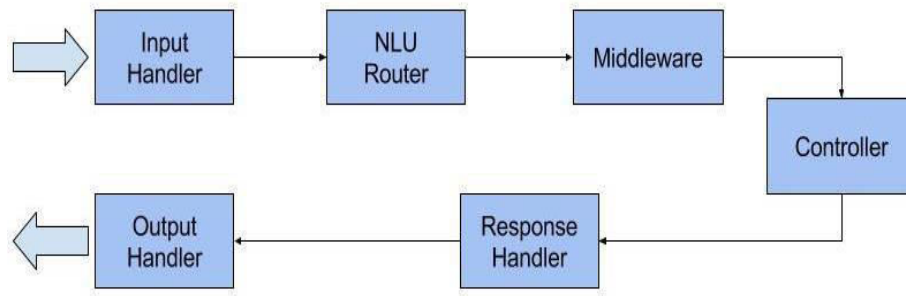 Input
Handler
NLU
Router
Middleware
Controller
Output
Handler
Response
Handler